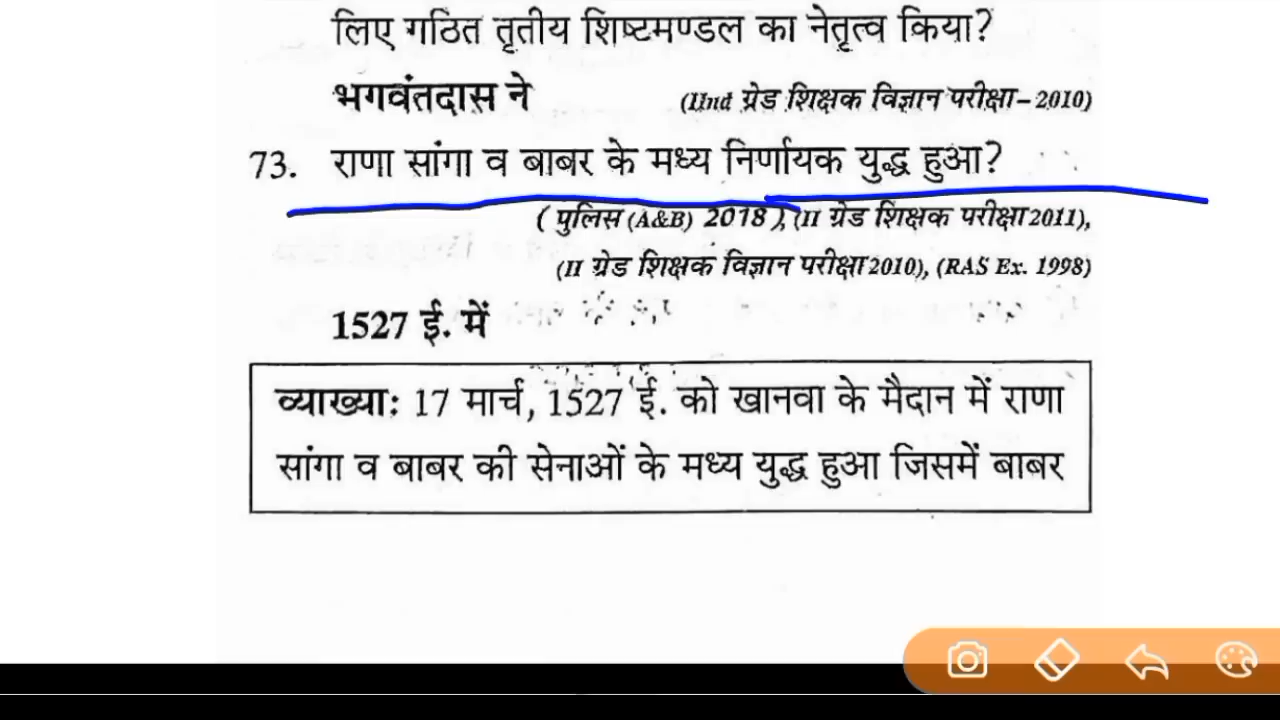 लिए गठित तृतीय शिष्टमण्डल का नेतृत्व किया?
भगवंतदास ने (IInd ग्रेड शिक्षक विज्ञान परीक्षा-2010)
73. राणा सांगा व बाबर के मध्य निर्णायक युद्ध हुआ?
( पुलिस (A&B) 2018 ), (II ग्रेड शिक्षक परीक्षा 2011),
(II ग्रेड शिक्षक विज्ञान परीक्षा 2010), (RAS Ex. 1998)
1527 ई. में
व्याख्या: 17 मार्च, 1527 ई. को खानवा के मैदान में राणा
सांगा व बाबर की सेनाओं के मध्य युद्ध हुआ जिसमें बाबर